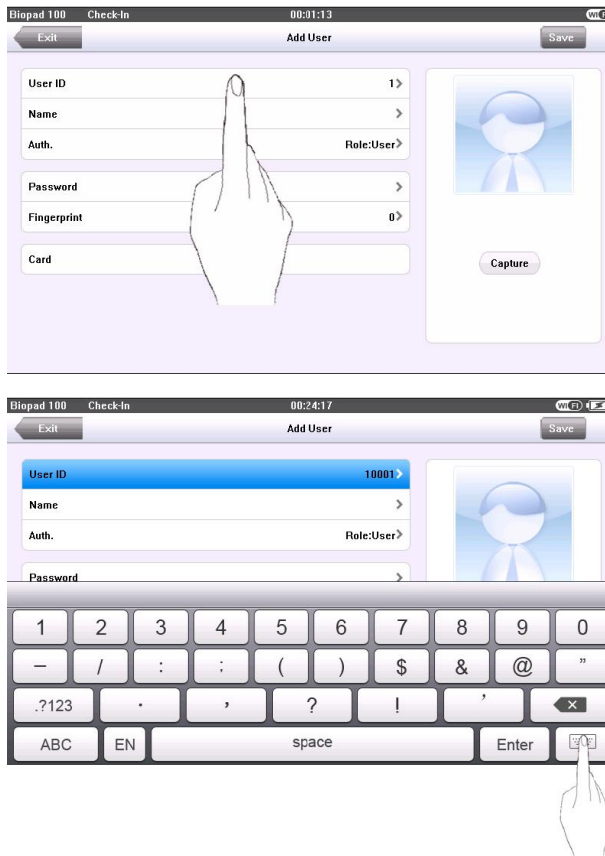 Biopad 100 Check-In 00:01:13 WI
Exit Add User Save
User ID 1>
Name >
Auth. Role:User>
Password >
Fingerprint 0>
Card
Capture
Biopad 100 Check-In 00:24:17 WI FI
Exit Add User Save
User ID 10001>
Name >
Auth. Role:User>
Password >
1 2 3 4 5 6 7 8 9 0
– / : ; ( ) $ & @ ”
.?123 . , ? ! ’
ABC EN space Enter